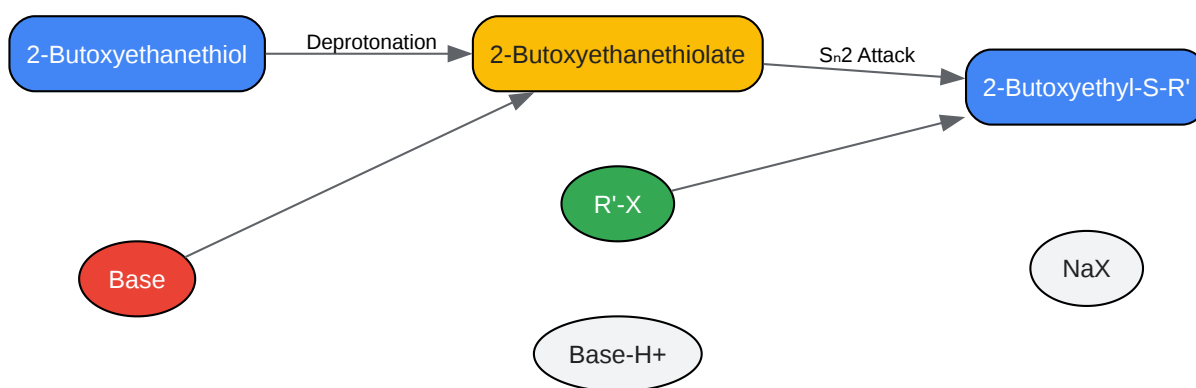 2-Butoxyethanethiol
Deprotonation
2-Butoxyethanethiolate
Sₙ2 Attack
2-Butoxyethyl-S-R'
R'-X
Base
NaX
Base-H+